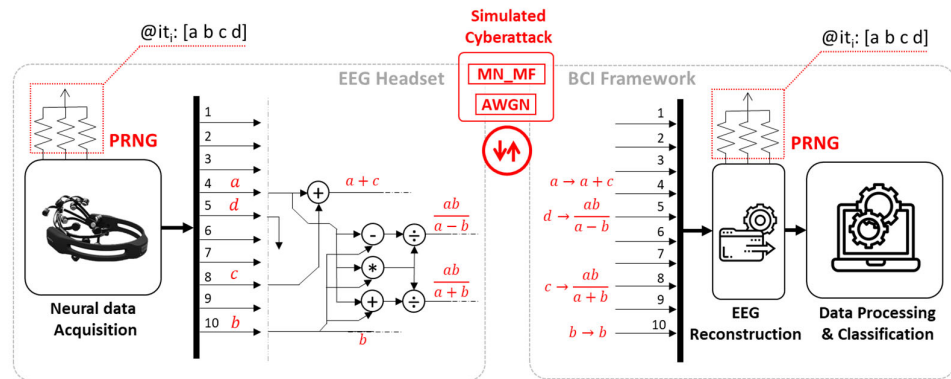 @it_i: [a b c d]
Simulated
Cyberattack
@it_i: [a b c d]
EEG Headset
MN_MF
BCI Framework
AWGN
PRNG
PRNG
1
2
3
4 a
5 d
6
7
8 c
9
10 b
+
a + c
-
÷
ab
a − b
*
+
÷
ab
a + b
b
1
2
3
a → a + c 4
5
d → ab
a − b
6
7
8
c → ab
a + b
9
b → b 10
Neural data
Acquisition
EEG
Reconstruction
Data Processing
& Classification